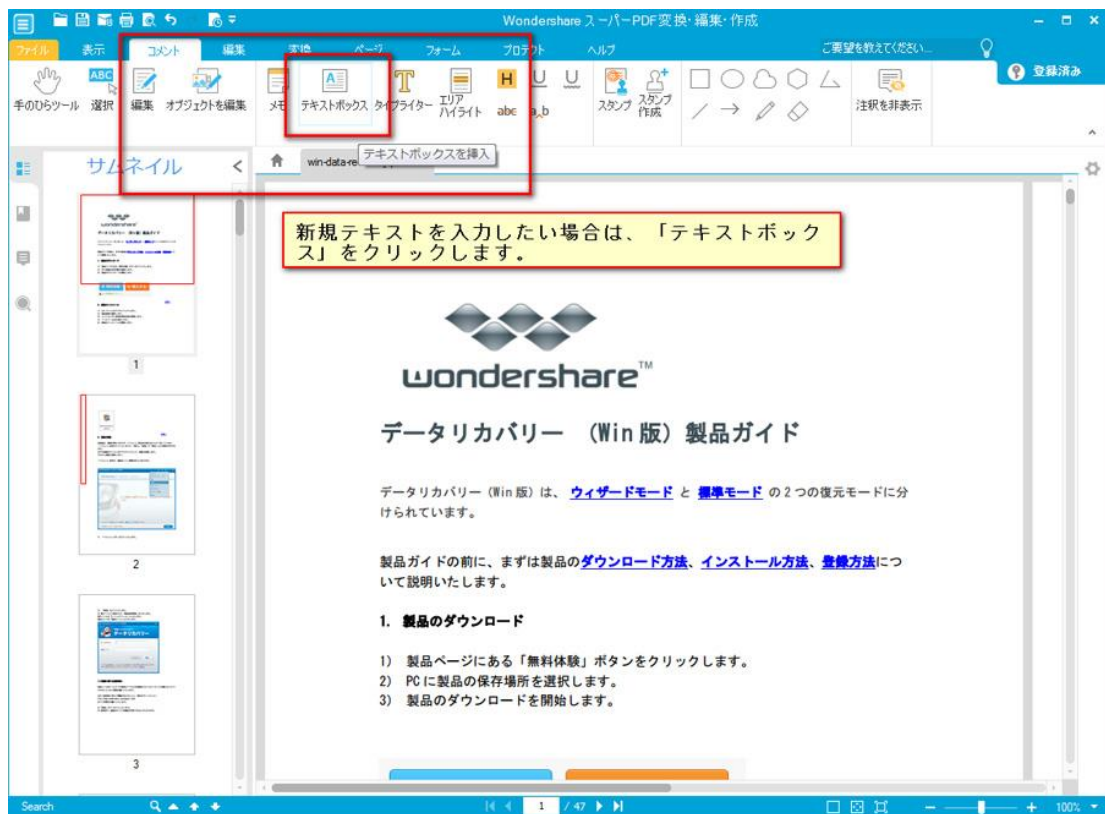 Wondershare スーパーPDF変換・編集・作成
ファイル 表示 コメント 編集 変換 ページ フォーム プロテクト ヘルプ ご要望を教えてください... 登録済み
手のひらツール 選択 編集 オブジェクトを編集 メモ テキストボックス タイプライター エリアハイライト スタンプ スタンプ作成 注釈を非表示
テキストボックスを挿入
サムネイル
新規テキストを入力したい場合は、「テキストボック
ス」をクリックします。
wondershare™
データリカバリー (Win 版) 製品ガイド
データリカバリー (Win 版) は、 ウィザードモード と 標準モード の 2 つの復元モードに分
けられています。
製品ガイドの前に、まずは製品のダウンロード方法、インストール方法、登録方法につ
いて説明いたします。
1. 製品のダウンロード
1) 製品ページにある「無料体験」ボタンをクリックします。
2) PC に製品の保存場所を選択します。
3) 製品のダウンロードを開始します。
1
2
3
Search 1 / 47 100%